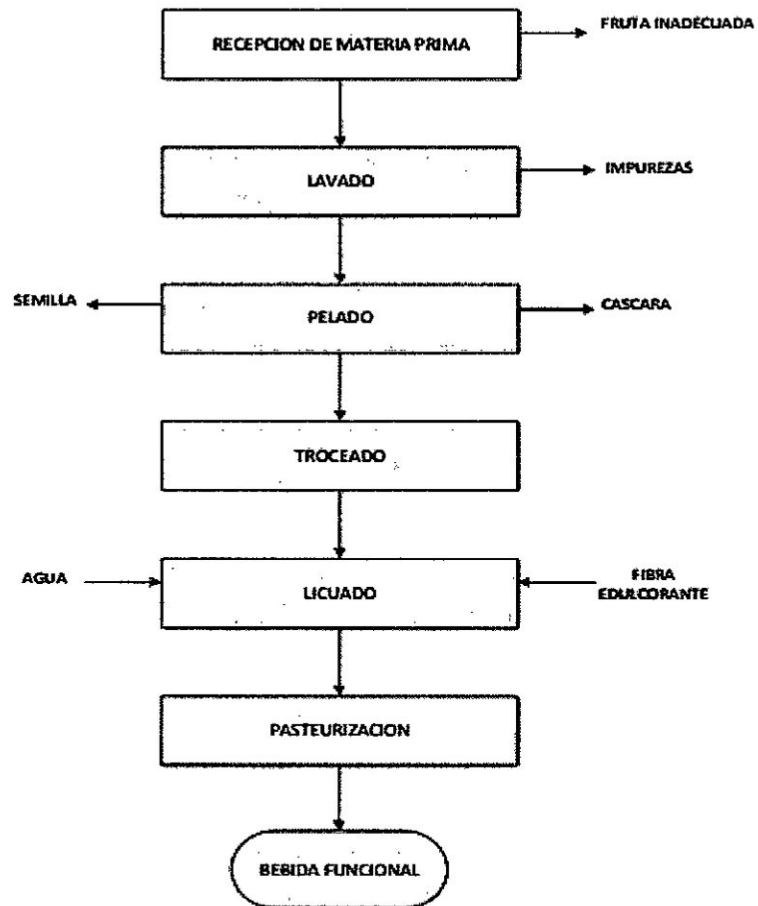 RECEPCION DE MATERIA PRIMA
FRUTA INADECUADA
LAVADO
IMPUREZAS
SEMILLA
PELADO
CASCARA
TROCEADO
AGUA
LICUADO
FIBRA
EDULCORANTE
PASTEURIZACION
BEBIDA FUNCIONAL